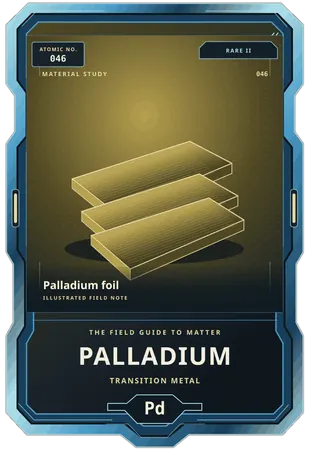 ATOMIC NO.
046
RARE II
MATERIAL STUDY
046
Palladium foil
ILLUSTRATED FIELD NOTE
THE FIELD GUIDE TO MATTER
PALLADIUM
TRANSITION METAL
Pd